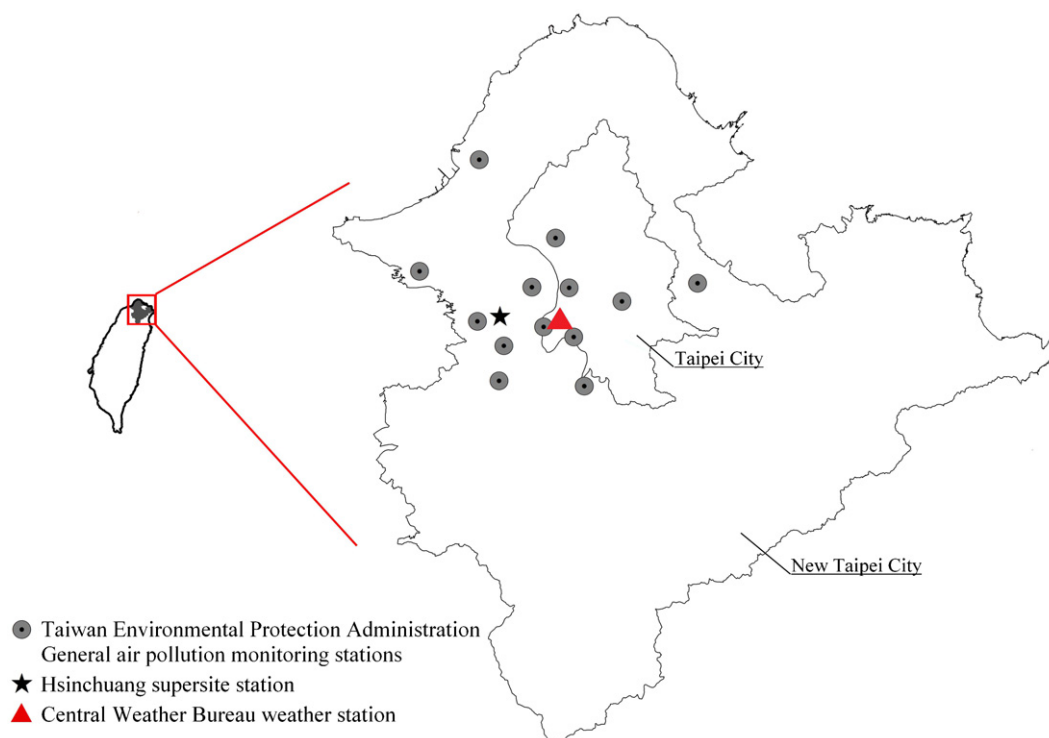 Taipei City
New Taipei City
Taiwan Environmental Protection Administration
General air pollution monitoring stations
Hsinchuang supersite station
Central Weather Bureau weather station